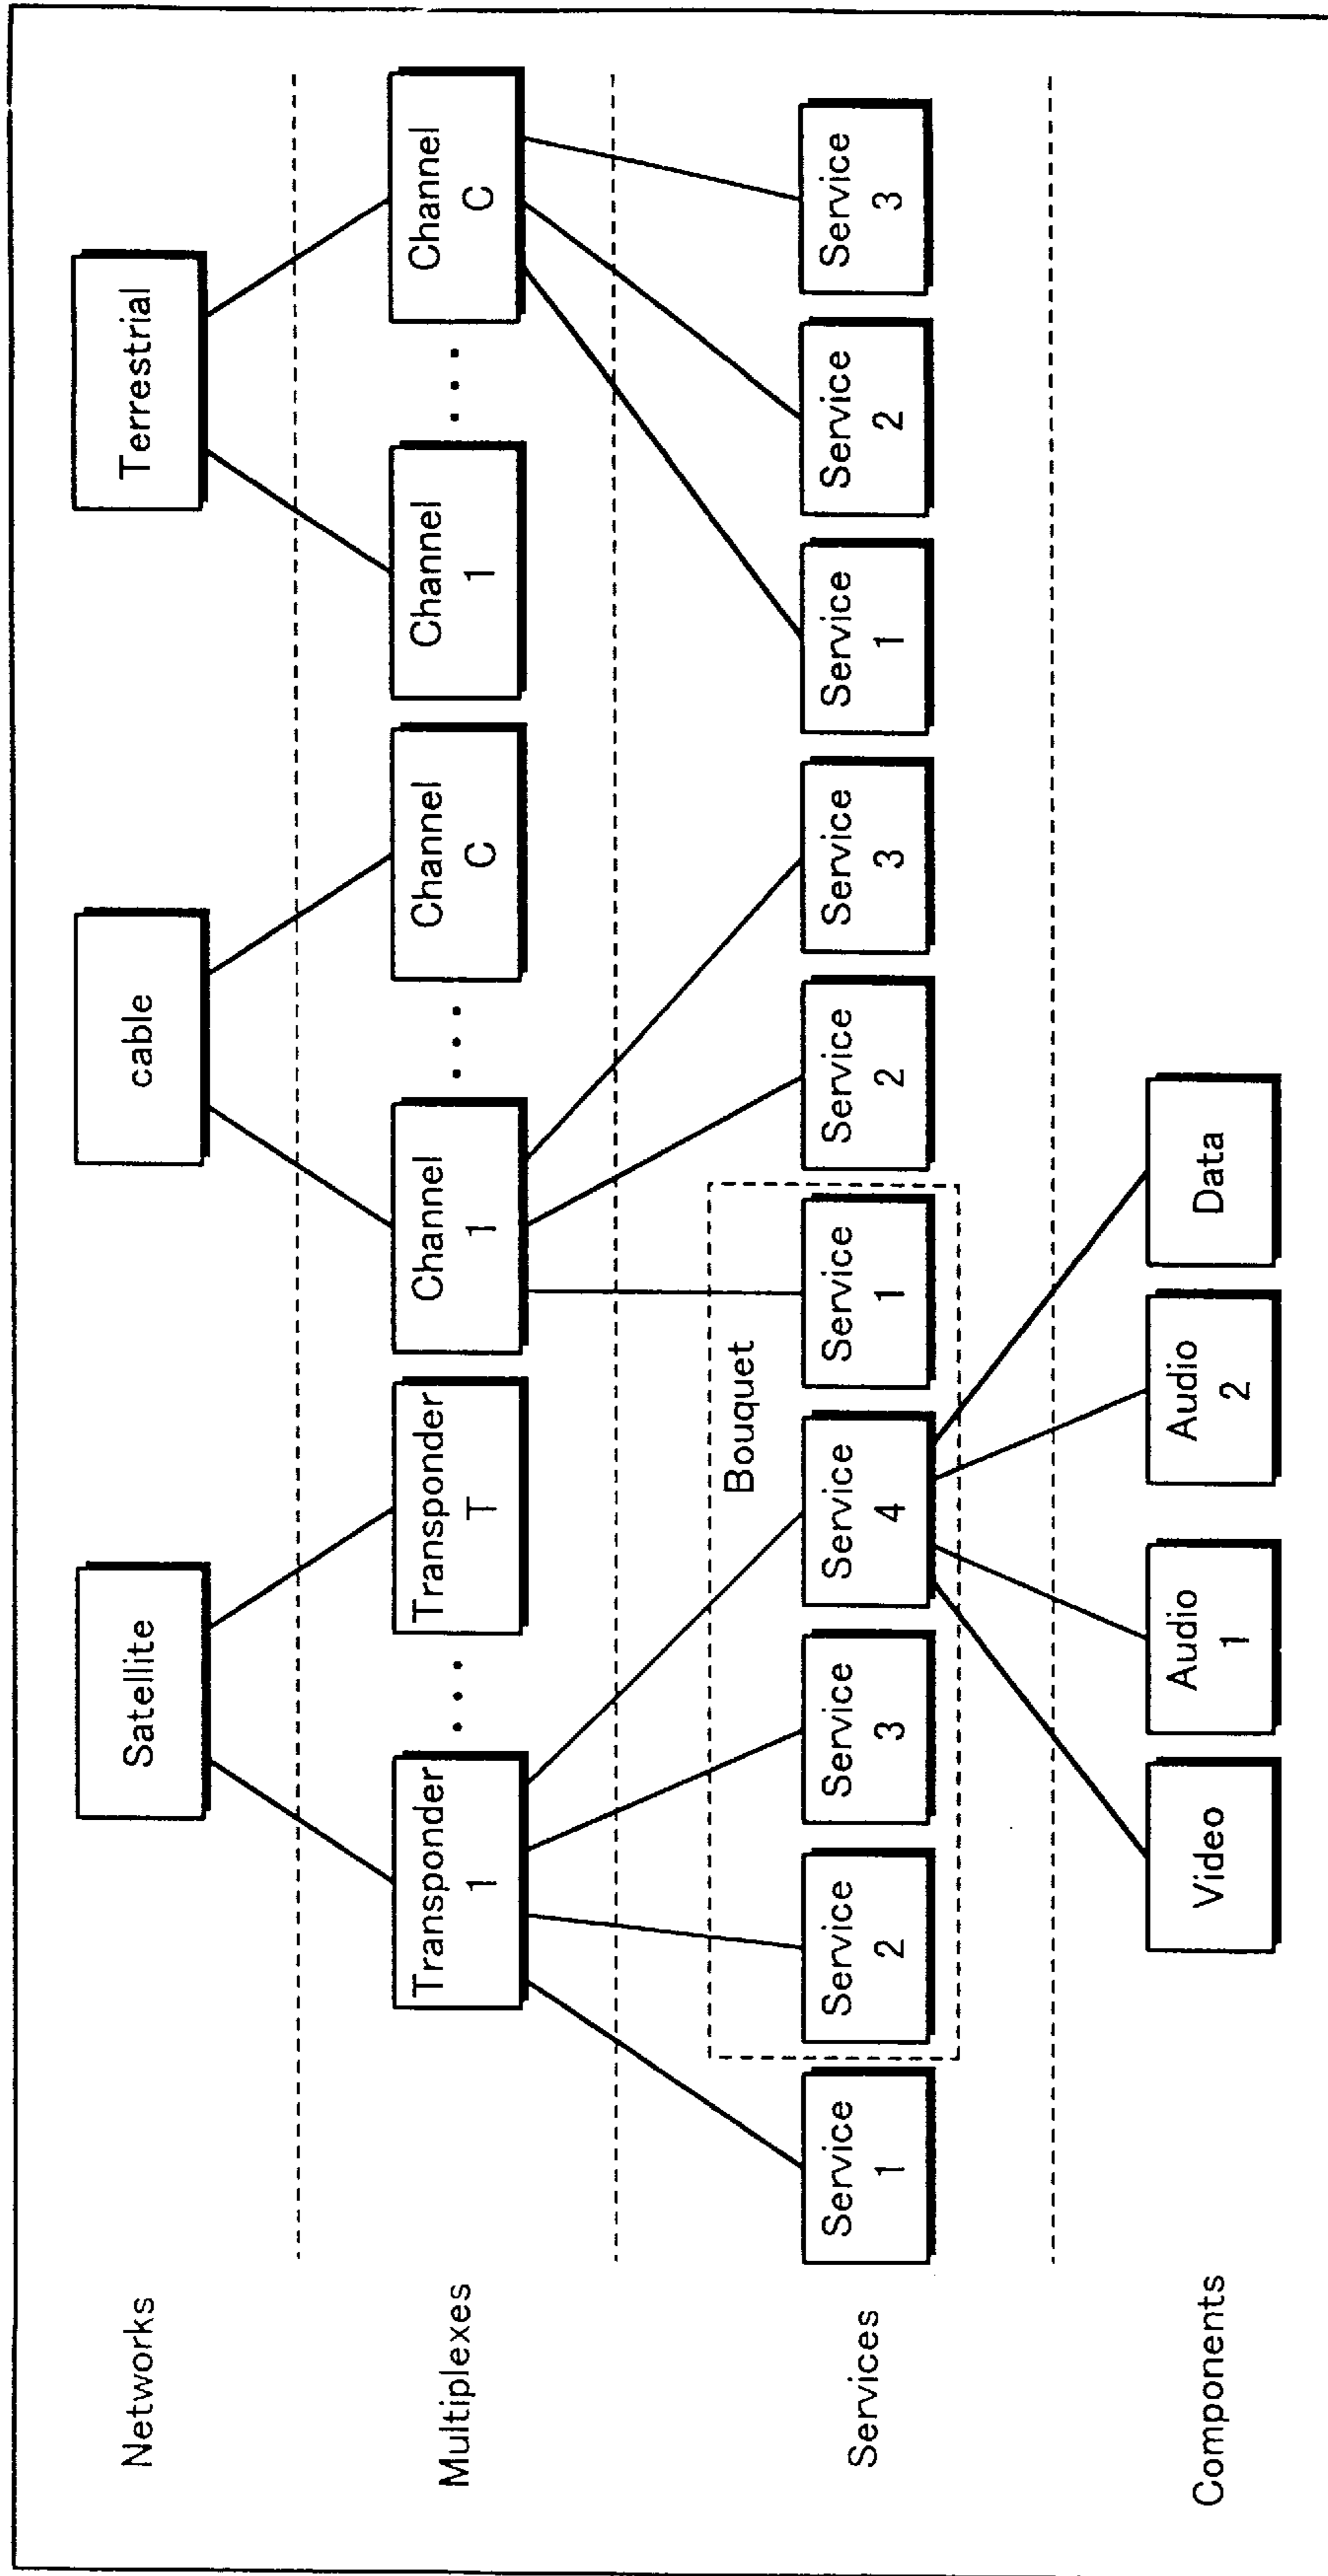 Networks
Satellite
cable
Terrestrial
Multiplexes
Transponder
1
...
Transponder
T
Channel
1
...
Channel
C
Channel
1
...
Channel
C
Services
Bouquet
Service
1
Service
2
Service
3
Service
4
Service
1
Service
2
Service
3
Service
1
Service
2
Service
3
Components
Video
Audio
1
Audio
2
Data